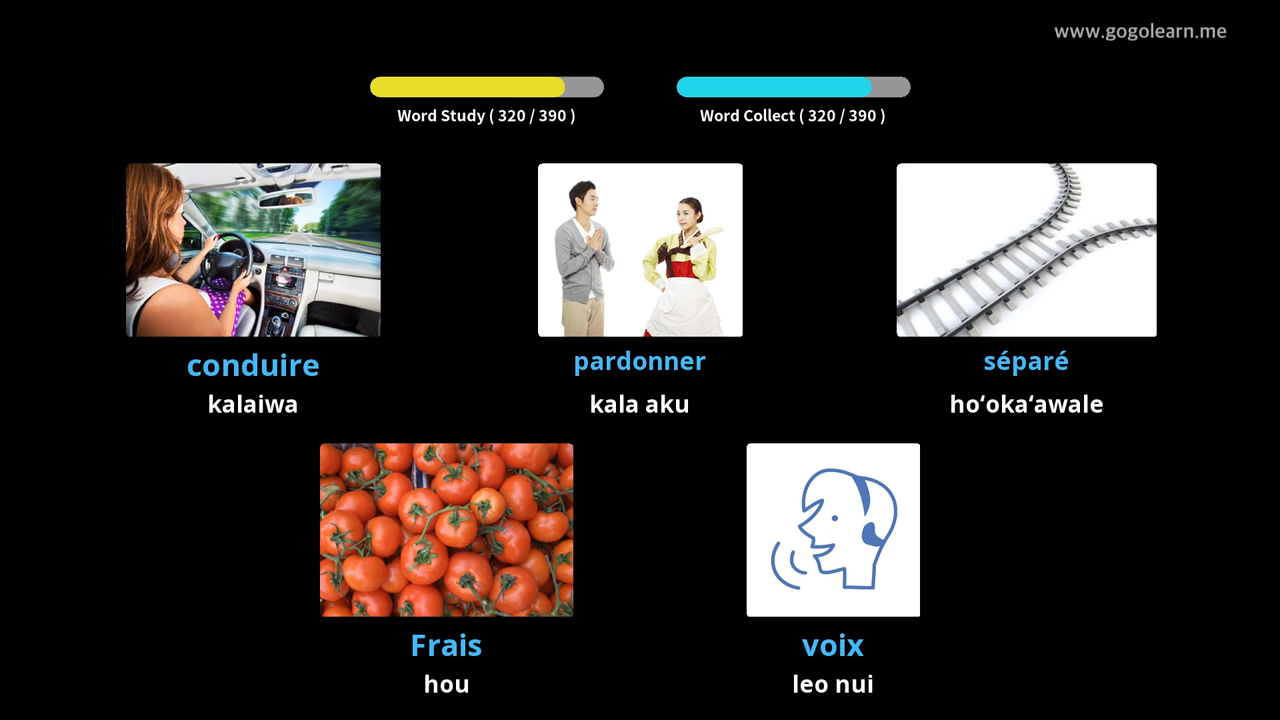 www.gogolearn.me
Word Study ( 320 / 390 )
Word Collect ( 320 / 390 )
conduire
kalaiwa
pardonner
kala aku
séparé
hoʻokaʻawale
Frais
hou
voix
leo nui